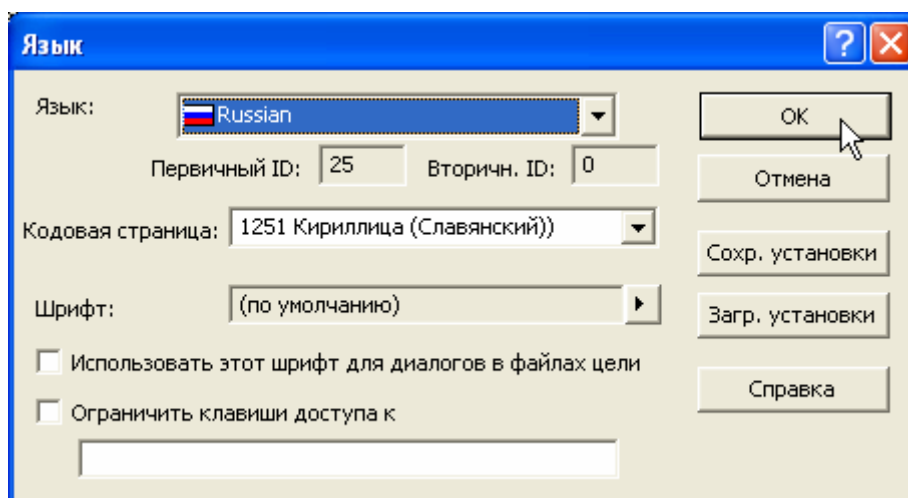 Язык
Язык:
Russian
OK
Первичный ID: 25 Вторичн. ID: 0
Отмена
Кодовая страница: 1251 Кириллица (Славянский))
Сохр. установки
Шрифт: (по умолчанию)
Загр. установки
Использовать этот шрифт для диалогов в файлах цели
Справка
Ограничить клавиши доступа к